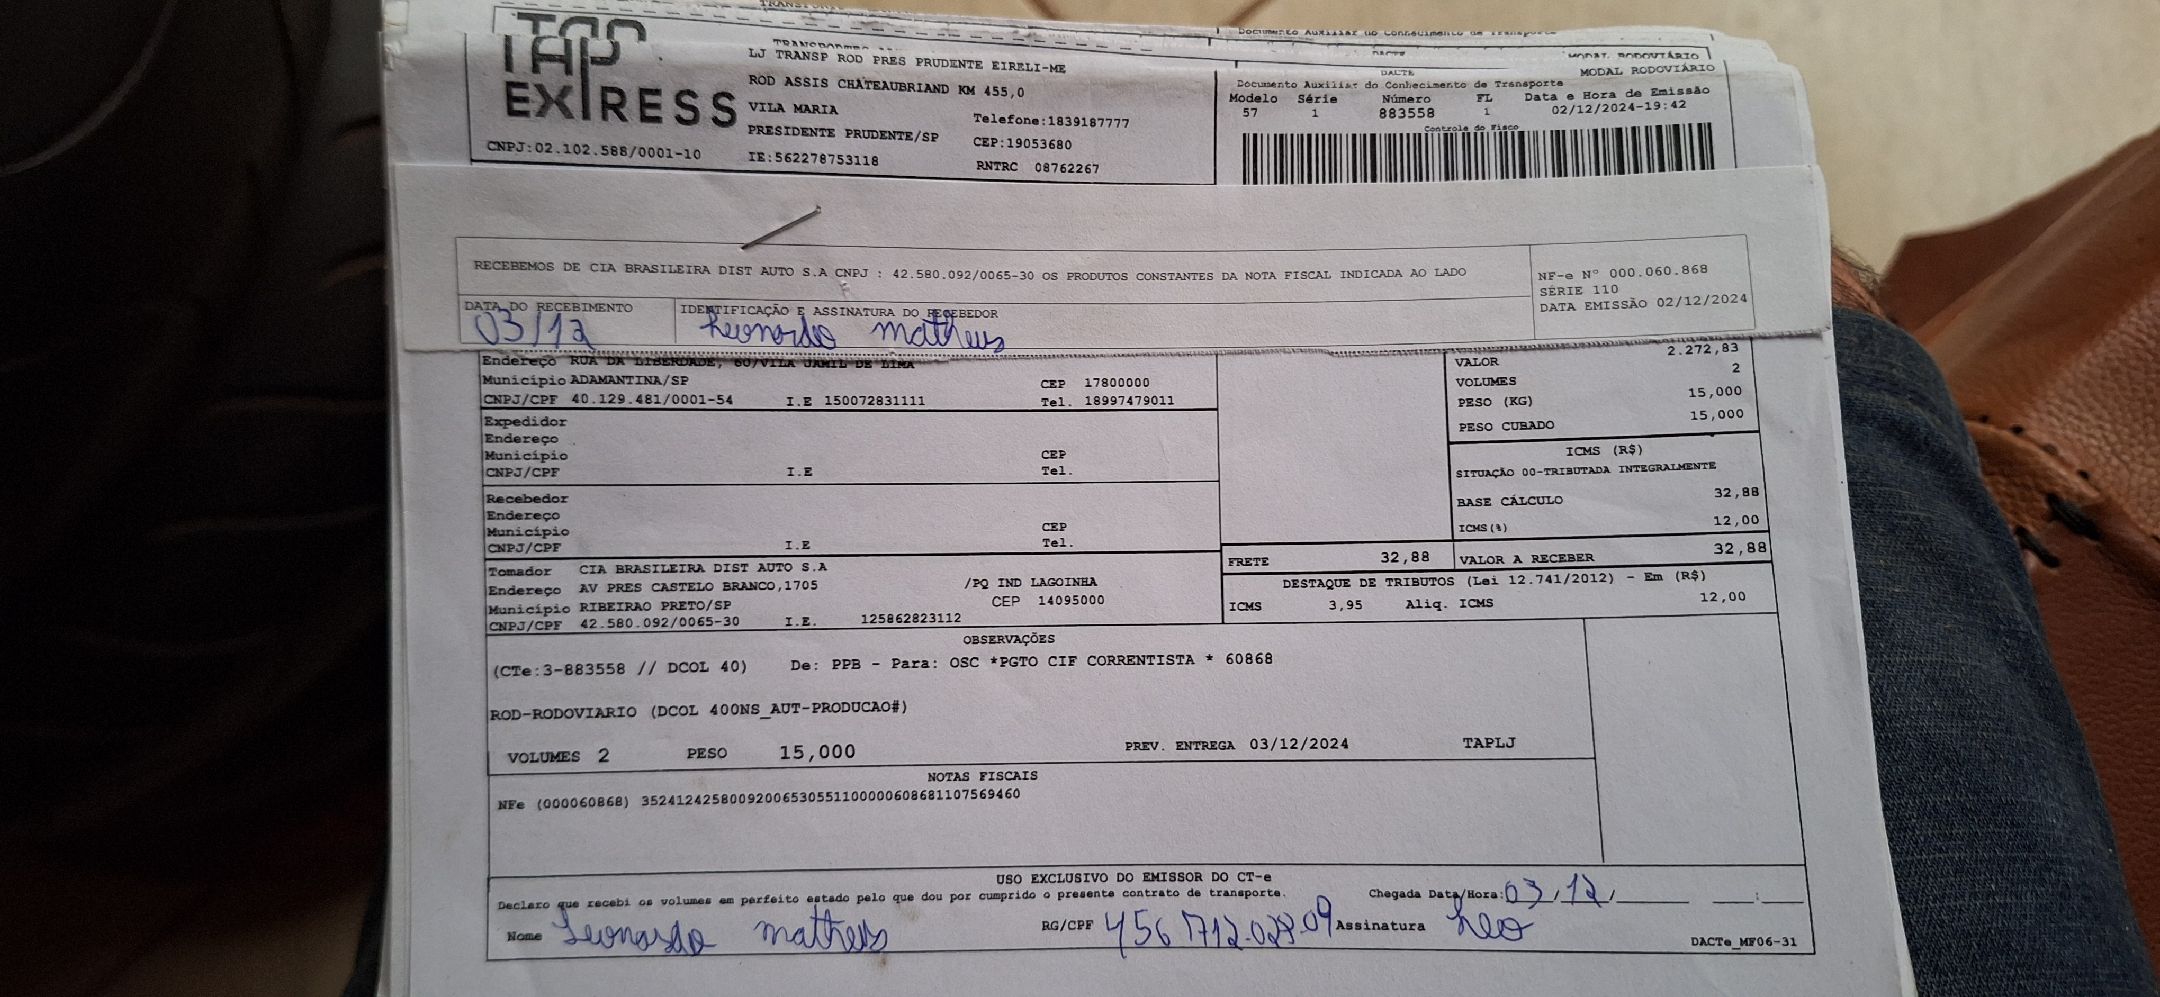 TAP
EXPRESS
CNPJ:02.102.588/0001-10
LJ TRANSP ROD PRES PRUDENTE EIRELI-ME
ROD ASSIS CHATEAUBRIAND KM 455,0
VILA MARIA
Telefone:1839187777
PRESIDENTE PRUDENTE/SP
CEP:19053680
IE:562278753118
RNTRC 08762267
DACTE
MODAL RODOVIÁRIO
Documento Auxiliar do Conhecimento de Transporte
Modelo Série Número FL Data e Hora de Emissão
57 1 883558 1 02/12/2024-19:42
Controle do Fisco
RECEBEMOS DE CIA BRASILEIRA DIST AUTO S.A CNPJ : 42.580.092/0065-30 OS PRODUTOS CONSTANTES DA NOTA FISCAL INDICADA AO LADO
NF-e Nº 000.060.868
SÉRIE 110
DATA EMISSÃO 02/12/2024
DATA DO RECEBIMENTO
03/12
IDENTIFICAÇÃO E ASSINATURA DO RECEBEDOR
Leonardo matheus
Endereço RUA DA LIBERDADE, 60/VILA JAMIL DE LIMA
Município ADAMANTINA/SP CEP 17800000
CNPJ/CPF 40.129.481/0001-54 I.E 150072831111 Tel. 18997479011
Expedidor
Endereço
Município CEP
CNPJ/CPF I.E Tel.
Recebedor
Endereço
Município CEP
CNPJ/CPF I.E Tel.
Tomador CIA BRASILEIRA DIST AUTO S.A
Endereço AV PRES CASTELO BRANCO,1705 /PQ IND LAGOINHA
Município RIBEIRAO PRETO/SP CEP 14095000
CNPJ/CPF 42.580.092/0065-30 I.E. 125862823112
VALOR 2.272,83
VOLUMES 2
PESO (KG) 15,000
PESO CUBADO 15,000
ICMS (R$)
SITUAÇÃO 00-TRIBUTADA INTEGRALMENTE
BASE CÁLCULO 32,88
ICMS(%) 12,00
FRETE 32,88 VALOR A RECEBER 32,88
DESTAQUE DE TRIBUTOS (Lei 12.741/2012) - Em (R$)
ICMS 3,95 Aliq. ICMS 12,00
OBSERVAÇÕES
(CTe:3-883558 // DCOL 40) De: PPB - Para: OSC *PGTO CIF CORRENTISTA * 60868
ROD-RODOVIARIO (DCOL 400NS_AUT-PRODUCAO#)
VOLUMES 2 PESO 15,000 PREV. ENTREGA 03/12/2024 TAPLJ
NOTAS FISCAIS
NFe (000060868) 35241242580092006530551100000608681107569460
USO EXCLUSIVO DO EMISSOR DO CT-e
Declaro que recebi os volumes em perfeito estado pelo que dou por cumprido o presente contrato de transporte. Chegada Data/Hora: 03/12/
Nome Leonardo matheus RG/CPF 456 712.028.09 Assinatura Leo
DACTe_MF06-31